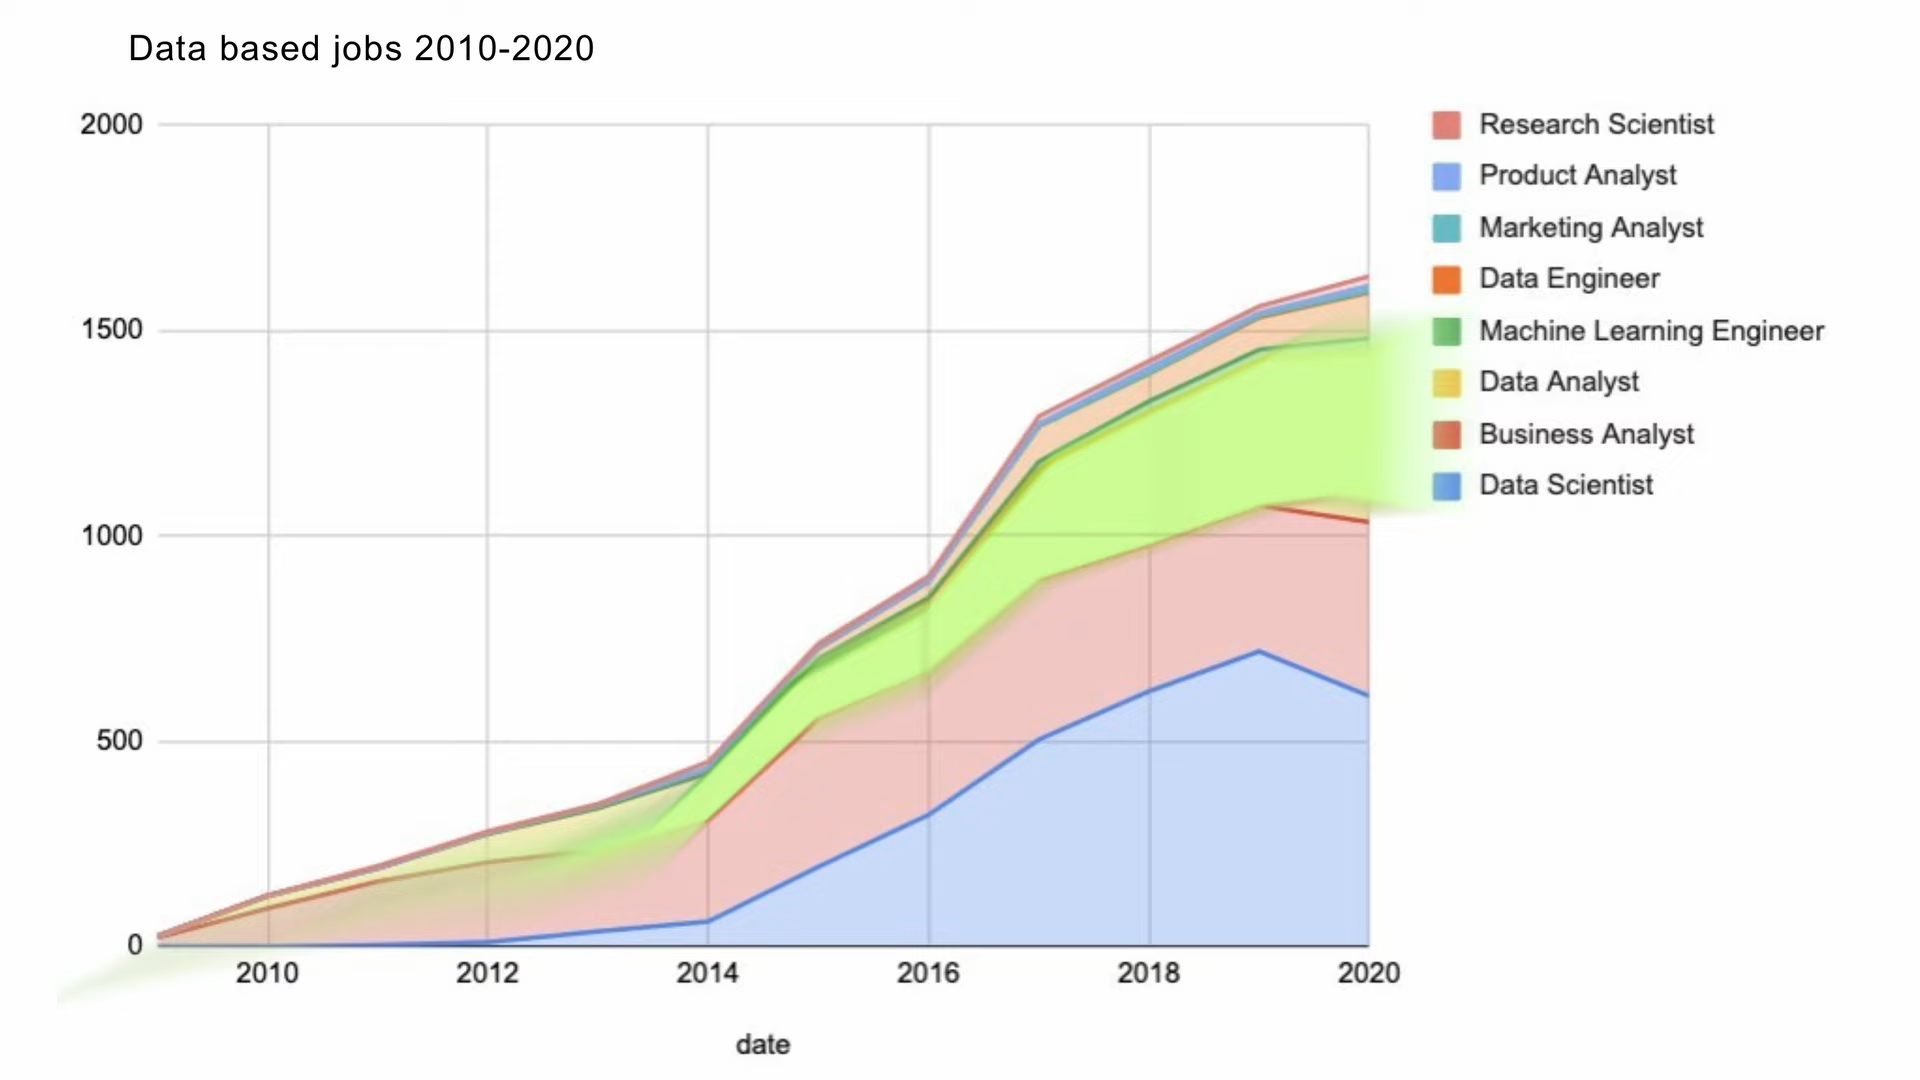 Data based jobs 2010-2020
2000
1500
1000
500
0
2010 2012 2014 2016 2018 2020
date
Research Scientist
Product Analyst
Marketing Analyst
Data Engineer
Machine Learning Engineer
Data Analyst
Business Analyst
Data Scientist